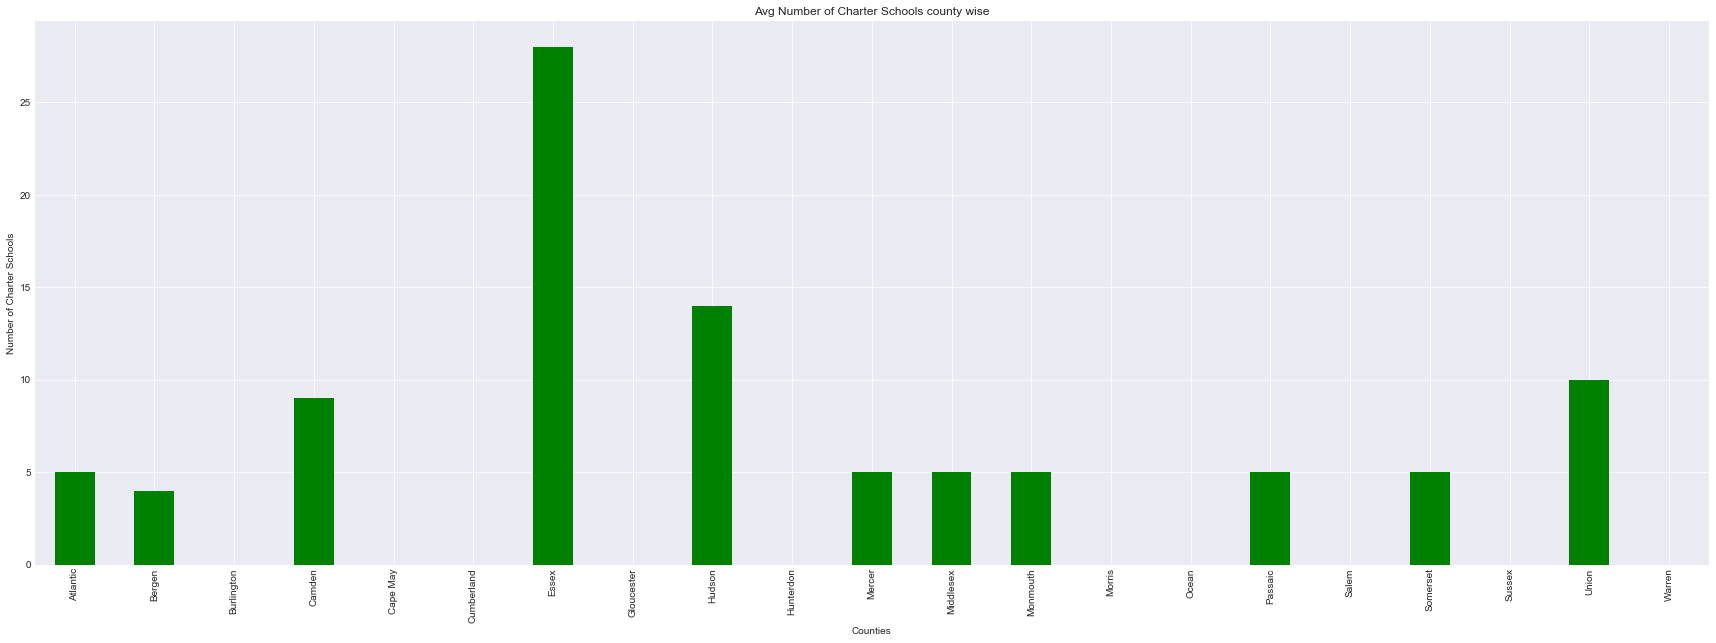 Avg Number of Charter Schools county wise
Number of Charter Schools
25
20
15
10
5
0
Atlantic
Bergen
Burlington
Camden
Cape May
Cumberland
Essex
Gloucester
Hudson
Hunterdon
Mercer
Middlesex
Monmouth
Morris
Ocean
Passaic
Salem
Somerset
Sussex
Union
Warren
Counties